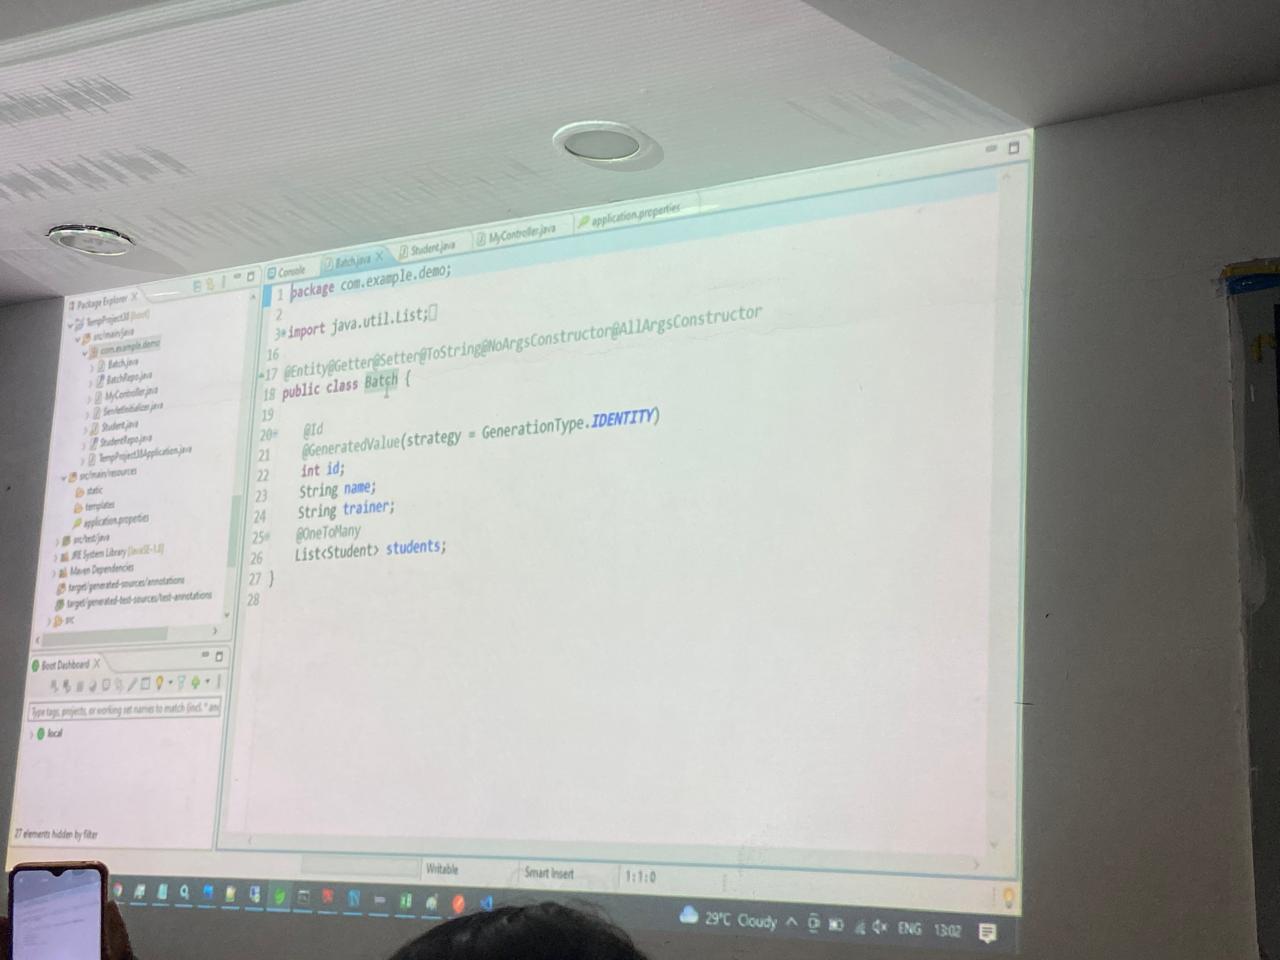 Console
Batch.java
Student.java
MyController.java
application.properties
Package Explorer
TempProject38 [boot]
src/main/java
com.example.demo
Batch.java
BatchRepo.java
MyController.java
ServletInitializer.java
Student.java
StudentRepo.java
TempProject38Application.java
src/main/resources
static
templates
application.properties
src/test/java
JRE System Library [JavaSE-1.8]
Maven Dependencies
target/generated-sources/annotations
target/generated-test-sources/test-annotations
src
1 package com.example.demo;
2
3 import java.util.List;
16
17 @Entity@Getter@Setter@ToString@NoArgsConstructor@AllArgsConstructor
18 public class Batch {
19
20 @Id
21 @GeneratedValue(strategy = GenerationType.IDENTITY)
22 int id;
23 String name;
24 String trainer;
25 @OneToMany
26 List<Student> students;
27 }
28
Boot Dashboard
Type tags, projects, or working set names to match (incl. * and
local
27 elements hidden by filter
Writable
Smart Insert
1:1:0
29°C Cloudy
ENG
13:02